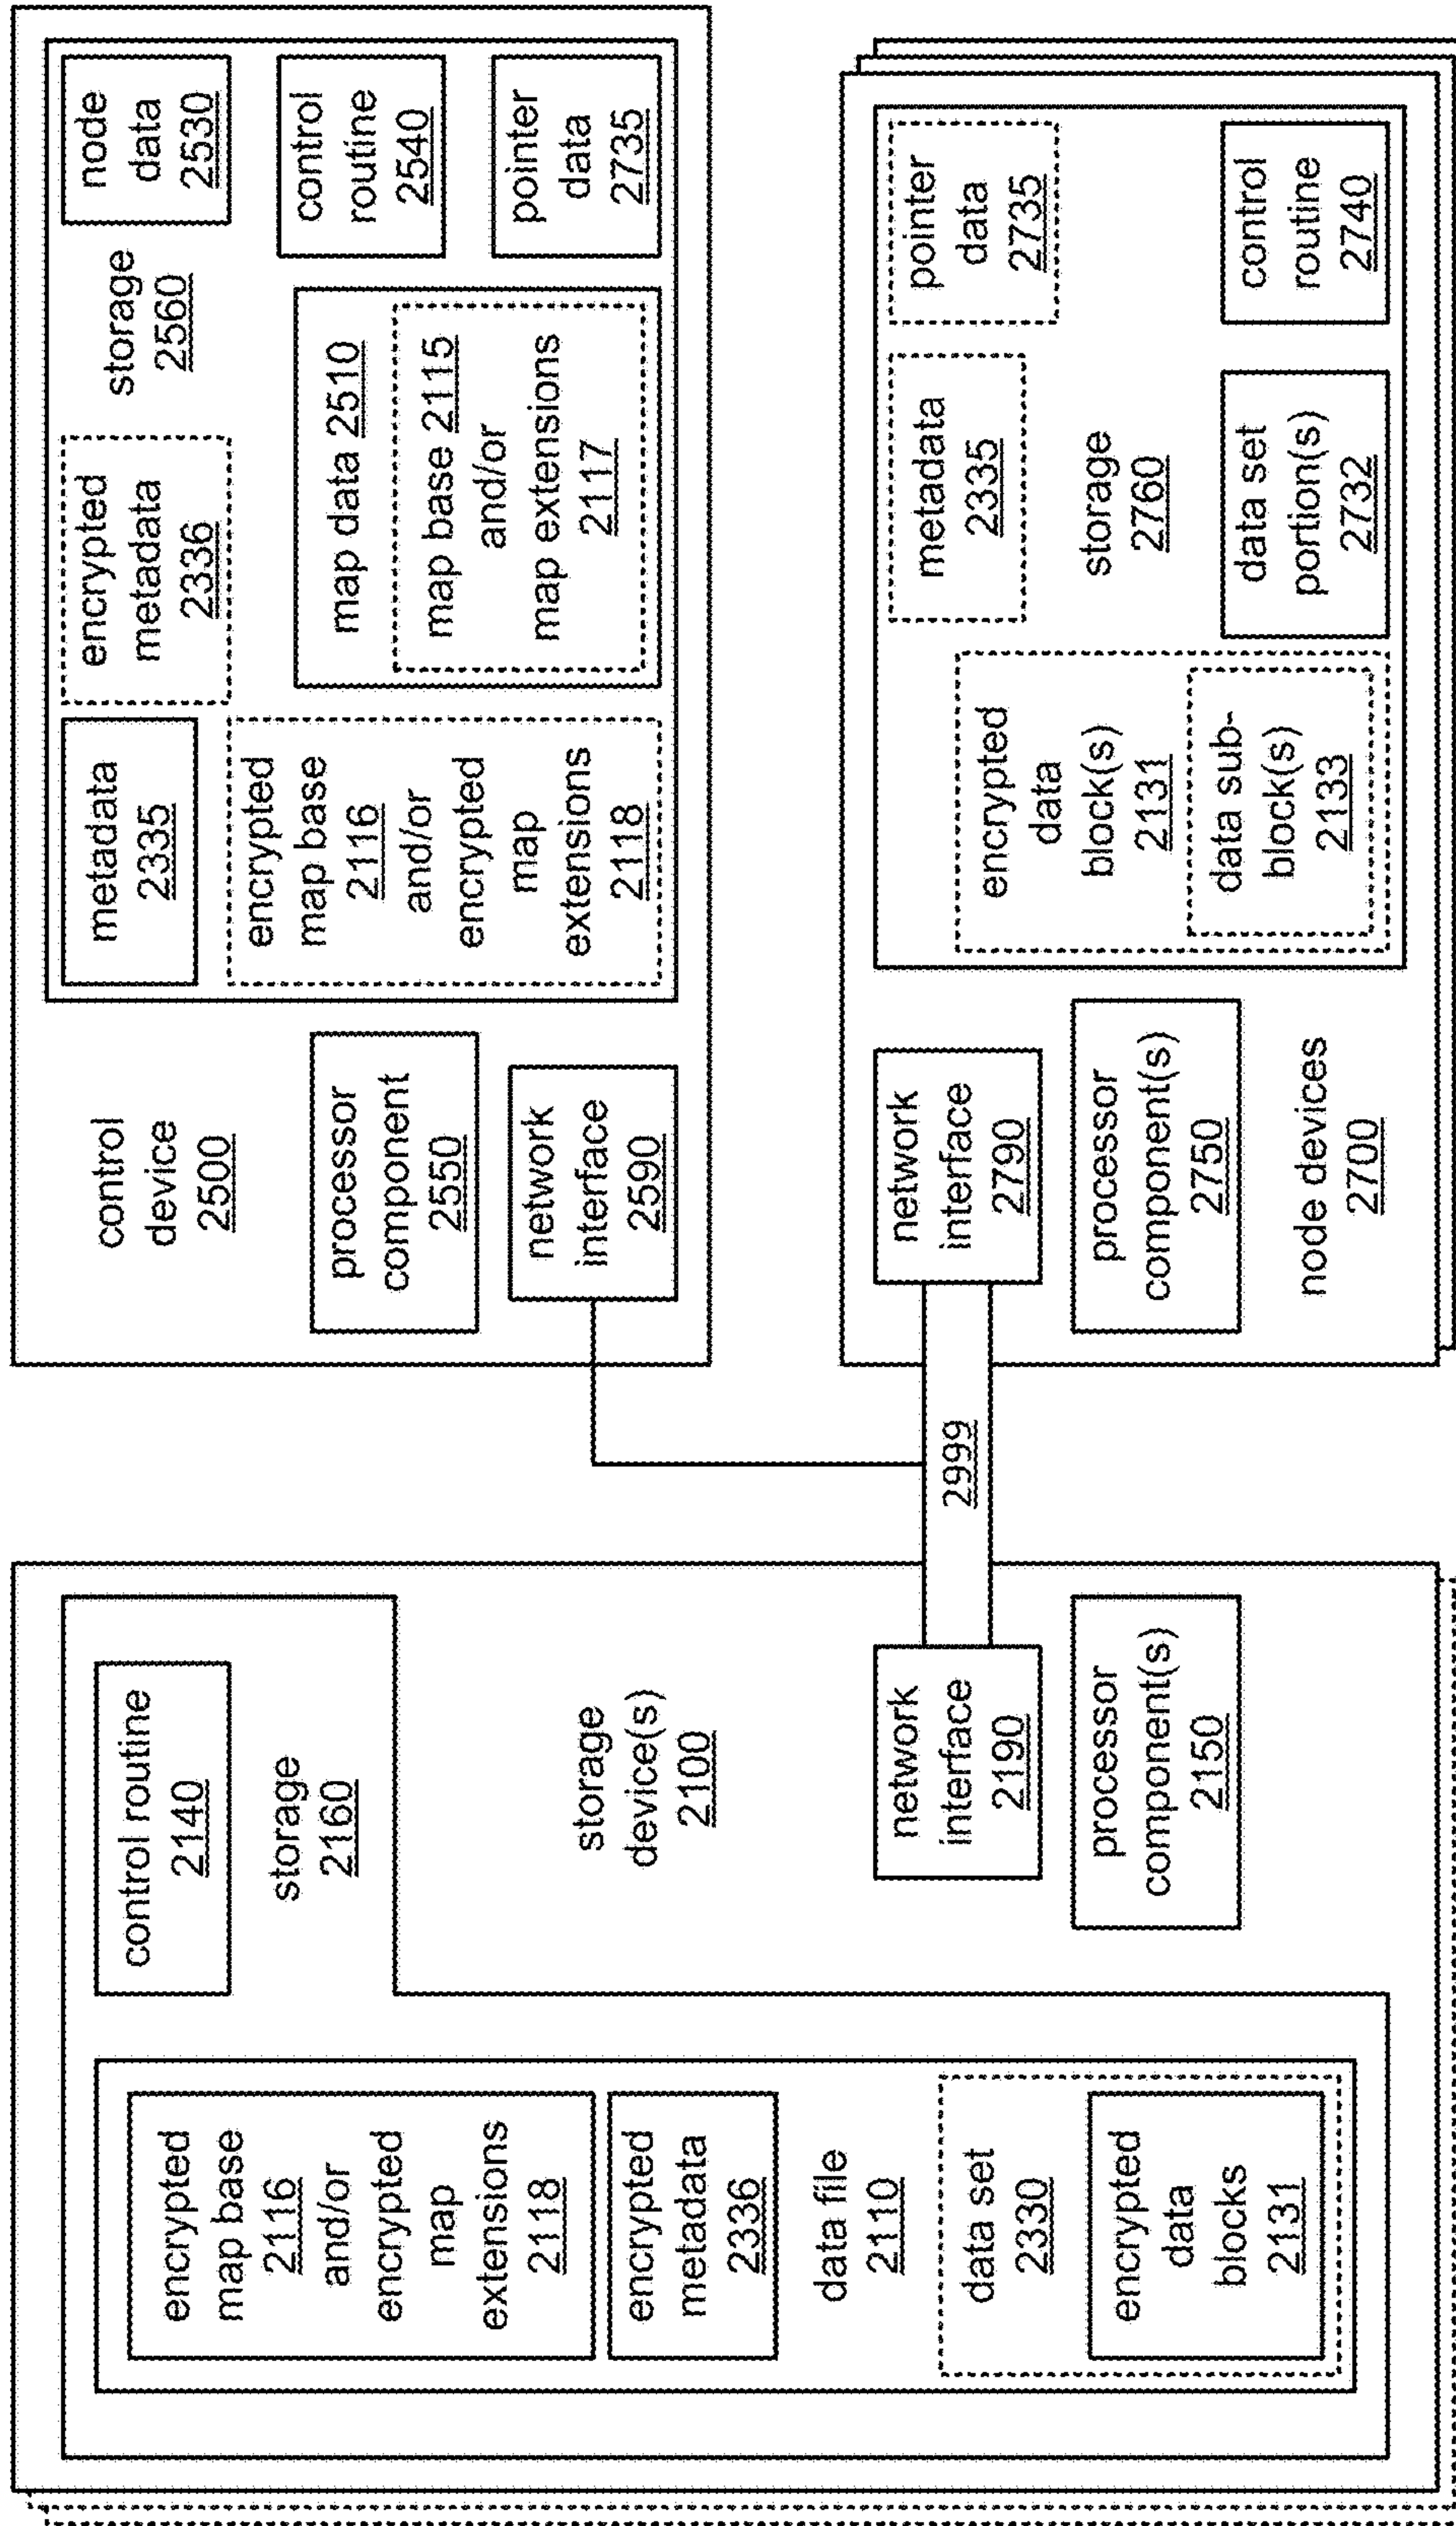 encrypted
map base
2116
and/or
encrypted
map
extensions
2118
encrypted
metadata
2336
data file
2110
data set
2330
encrypted
data
blocks
2131
control routine
2140
storage
2160
storage
device(s)
2100
network
interface
2190
processor
component(s)
2150
2999
control
device
2500
processor
component
2550
network
interface
2590
metadata
2335
encrypted
metadata
2336
storage
2560
node
data
2530
encrypted
map base
2116
and/or
encrypted
map
extensions
2118
map data 2510
map base 2115
and/or
map extensions
2117
control
routine
2540
pointer
data
2735
network
interface
2790
processor
component(s)
2750
node devices
2700
encrypted
data
block(s)
2131
data sub-
block(s)
2133
metadata
2335
storage
2760
data set
portion(s)
2732
pointer
data
2735
control
routine
2740